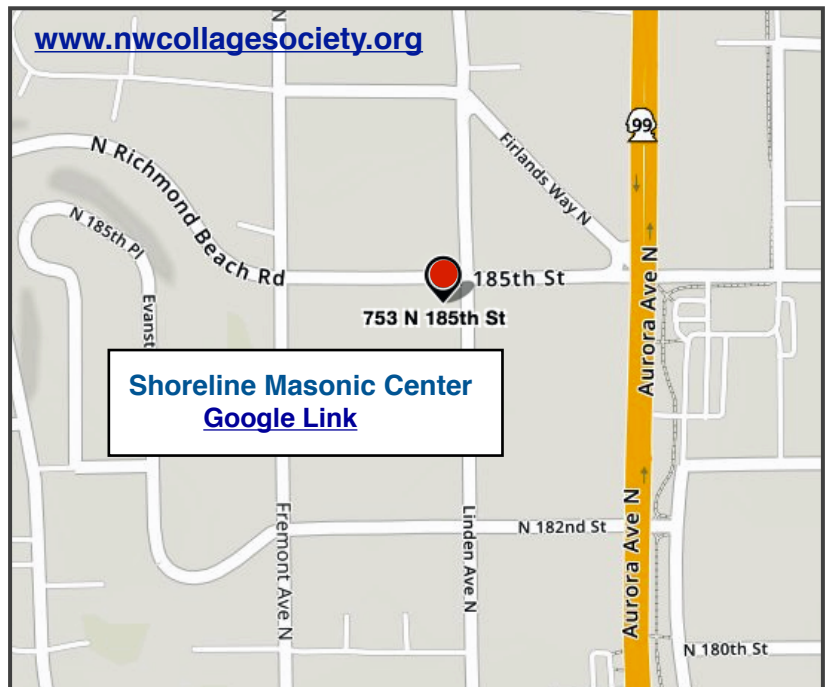 www.nwcollagesociety.org
N
99
Firlands Way N
N Richmond Beach Rd
N 185th Pl
185th St
753 N 185th St
Evanst
Aurora Ave N
Shoreline Masonic Center
Google Link
Fremont Ave N
Linden Ave N
N 182nd St
Aurora Ave N
N 180th St